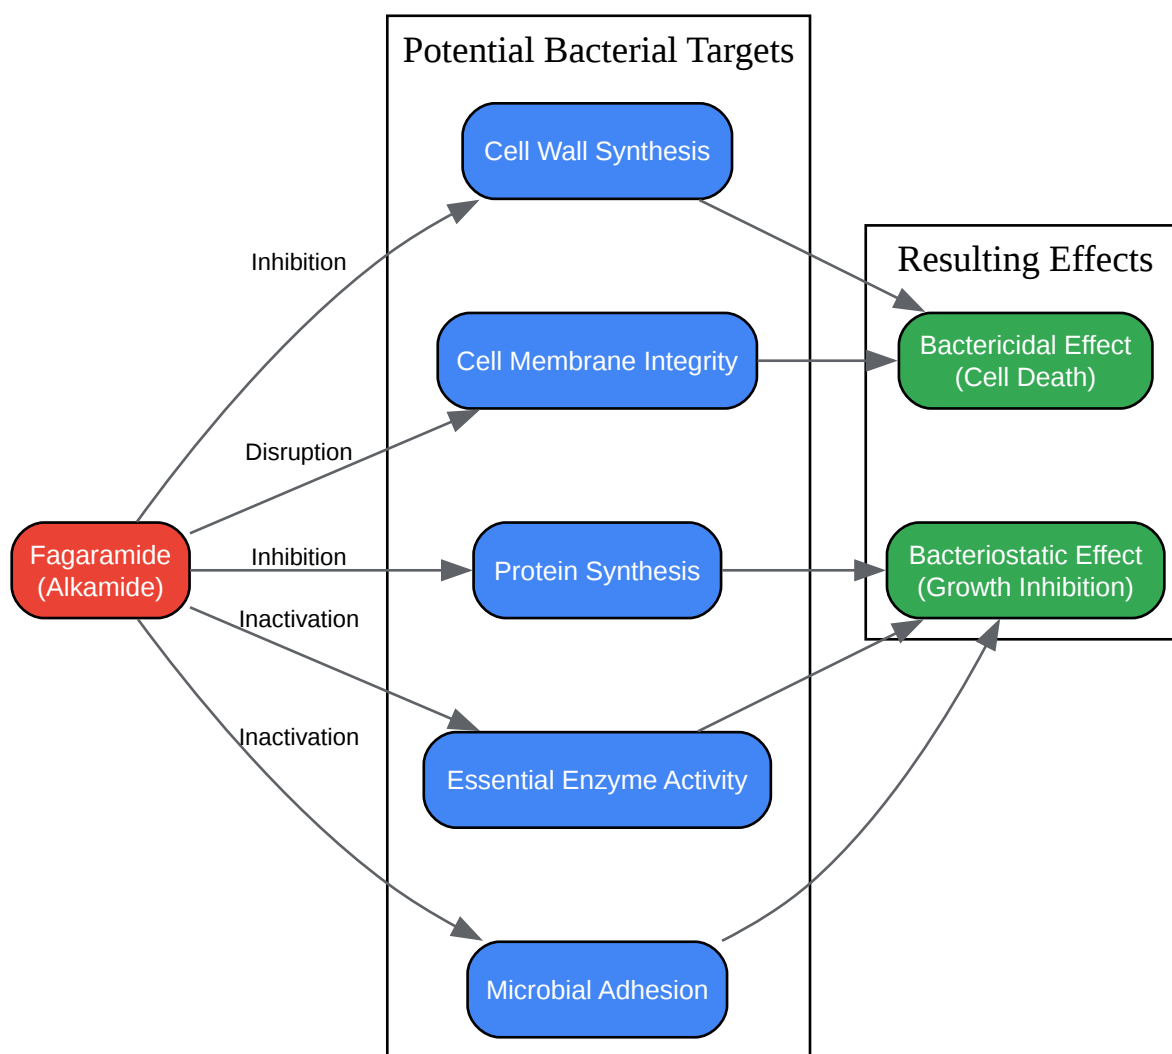 Potential Bacterial Targets
Cell Wall Synthesis
Inhibition
Resulting Effects
Cell Membrane Integrity
Bactericidal Effect
(Cell Death)
Disruption
Fagaramide
(Alkamide)
Inhibition
Protein Synthesis
Bacteriostatic Effect
(Growth Inhibition)
Inactivation
Inactivation
Essential Enzyme Activity
Microbial Adhesion